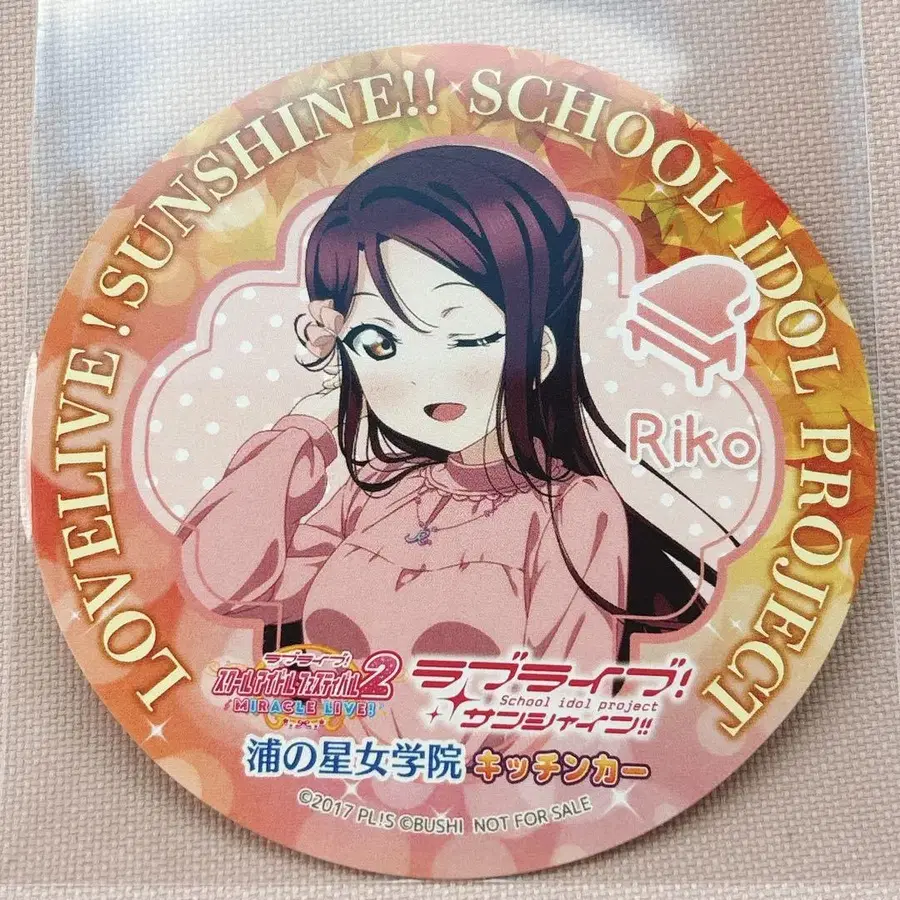 LOVELIVE! SUNSHINE!! SCHOOL IDOL PROJECT
Riko
ラブライブ!
スクールアイドルフェスティバル2
MIRACLE LIVE!
ラブライブ!
School idol project
サンシャイン!!
浦の星女学院 キッチンカー
©2017 PL!S ©BUSHI NOT FOR SALE